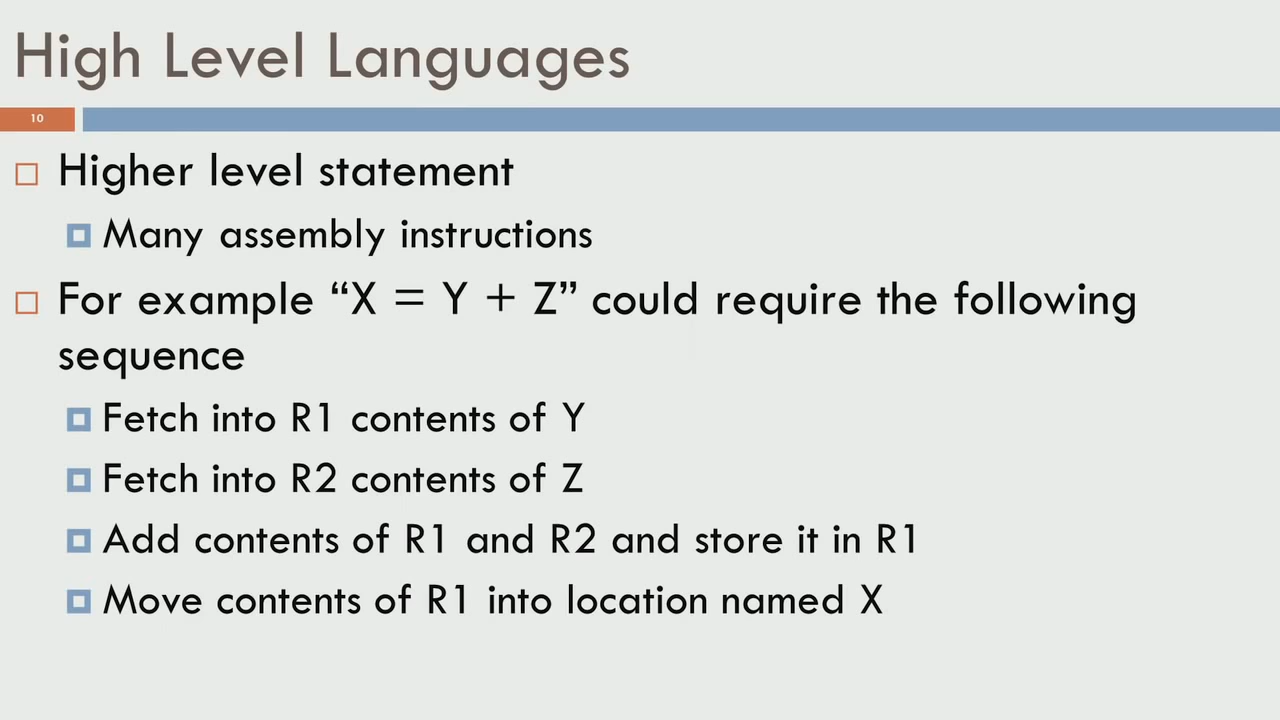 High Level Languages
10
Higher level statement
Many assembly instructions
For example “X = Y + Z” could require the following
sequence
Fetch into R1 contents of Y
Fetch into R2 contents of Z
Add contents of R1 and R2 and store it in R1
Move contents of R1 into location named X